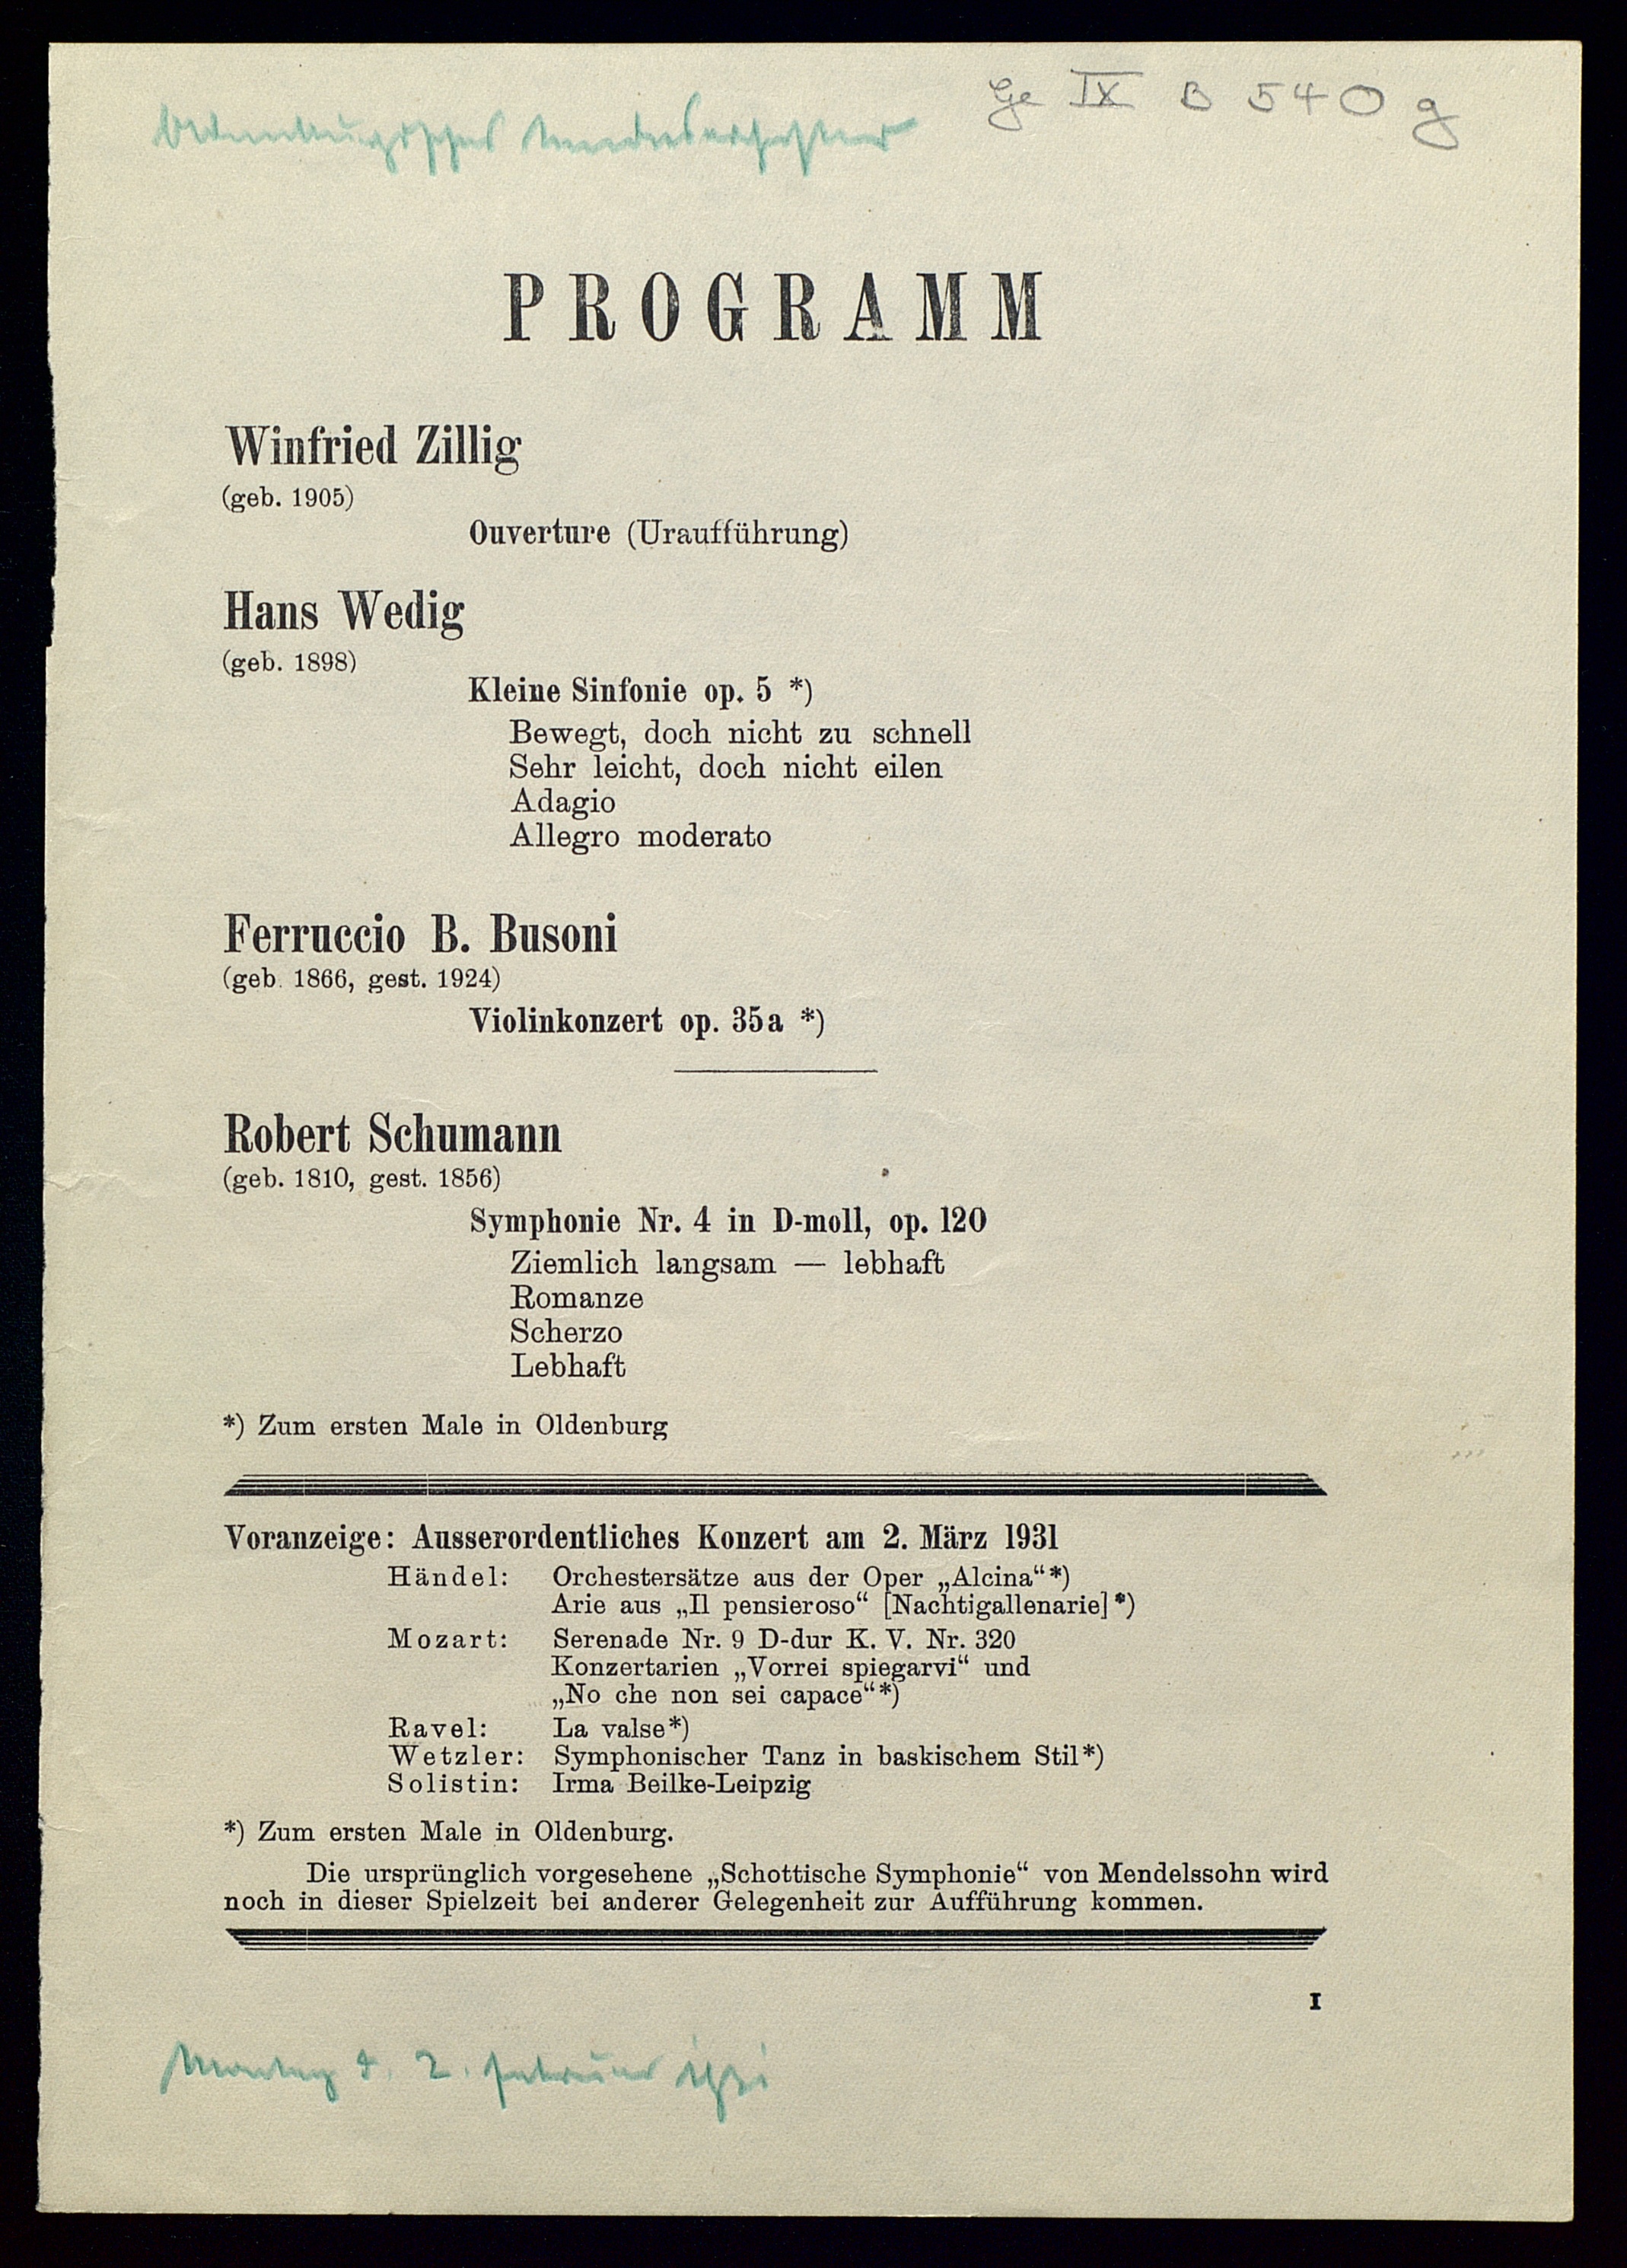 Ge IX B 540 g
Oldenburgisches Landesorchester
PROGRAMM
Winfried Zillig
(geb. 1905)
Ouverture (Uraufführung)
Hans Wedig
(geb. 1898)
Kleine Sinfonie op. 5 *)
Bewegt, doch nicht zu schnell
Sehr leicht, doch nicht eilen
Adagio
Allegro moderato
Ferruccio B. Busoni
(geb. 1866, gest. 1924)
Violinkonzert op. 35a *)
Robert Schumann
(geb. 1810, gest. 1856)
Symphonie Nr. 4 in D-moll, op. 120
Ziemlich langsam — lebhaft
Romanze
Scherzo
Lebhaft
*) Zum ersten Male in Oldenburg
Voranzeige: Ausserordentliches Konzert am 2. März 1931
Händel: Orchestersätze aus der Oper „Alcina“*)
Arie aus „Il pensieroso“ [Nachtigallenarie]*)
Mozart: Serenade Nr. 9 D-dur K. V. Nr. 320
Konzertarien „Vorrei spiegarvi“ und
„No che non sei capace“*)
Ravel: La valse*)
Wetzler: Symphonischer Tanz in baskischem Stil*)
Solistin: Irma Beilke-Leipzig
*) Zum ersten Male in Oldenburg.
Die ursprünglich vorgesehene „Schottische Symphonie“ von Mendelssohn wird
noch in dieser Spielzeit bei anderer Gelegenheit zur Aufführung kommen.
I
Montag d. 2. Februar 1931